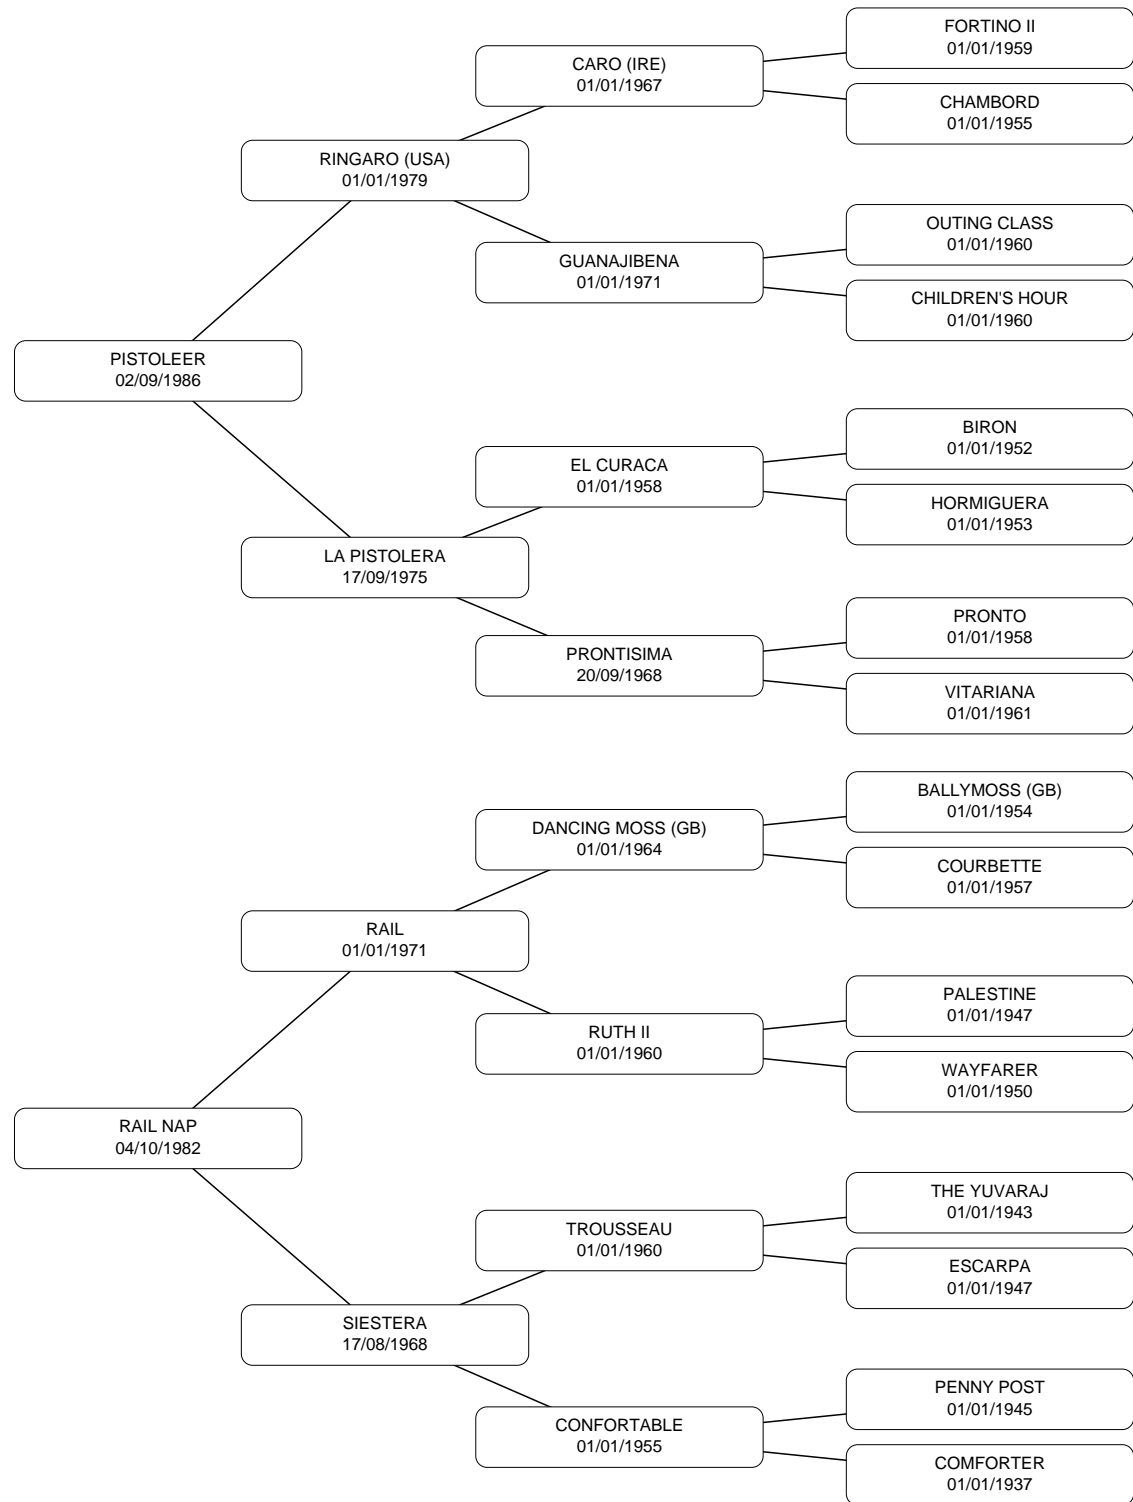 FORTINO II
01/01/1959
CARO (IRE)
01/01/1967
CHAMBORD
01/01/1955
RINGARO (USA)
01/01/1979
OUTING CLASS
01/01/1960
GUANAJIBENA
01/01/1971
CHILDREN'S HOUR
01/01/1960
PISTOLEER
02/09/1986
BIRON
01/01/1952
EL CURACA
01/01/1958
HORMIGUERA
01/01/1953
LA PISTOLERA
17/09/1975
PRONTO
01/01/1958
PRONTISIMA
20/09/1968
VITARIANA
01/01/1961
BALLYMOSS (GB)
01/01/1954
DANCING MOSS (GB)
01/01/1964
COURBETTE
01/01/1957
RAIL
01/01/1971
PALESTINE
01/01/1947
RUTH II
01/01/1960
WAYFARER
01/01/1950
RAIL NAP
04/10/1982
THE YUVARAJ
01/01/1943
TROUSSEAU
01/01/1960
ESCARPA
01/01/1947
SIESTERA
17/08/1968
PENNY POST
01/01/1945
CONFORTABLE
01/01/1955
COMFORTER
01/01/1937